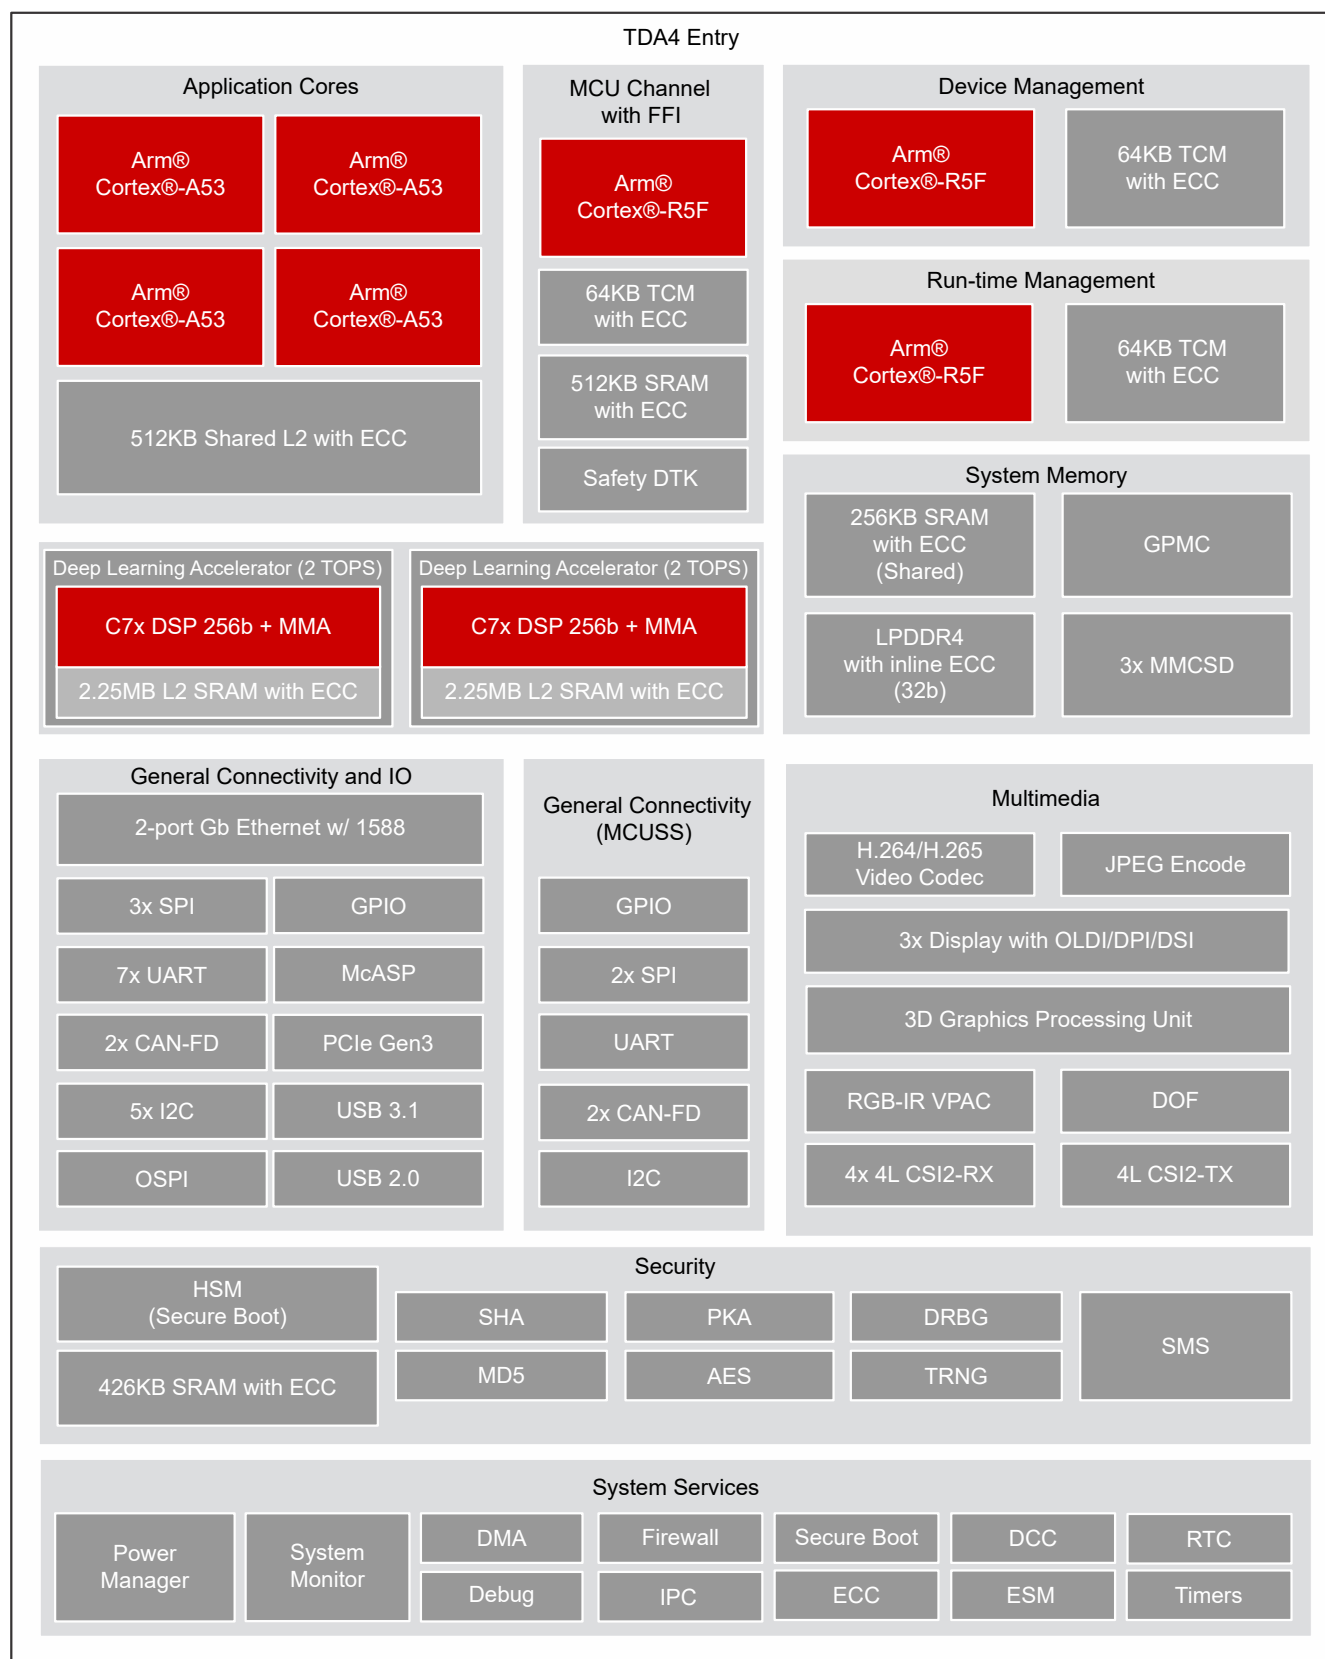 TDA4 Entry
Application Cores
Arm®
Cortex®-A53
Arm®
Cortex®-A53
Arm®
Cortex®-A53
Arm®
Cortex®-A53
512KB Shared L2 with ECC
MCU Channel
with FFI
Arm®
Cortex®-R5F
64KB TCM
with ECC
512KB SRAM
with ECC
Safety DTK
Device Management
Arm®
Cortex®-R5F
64KB TCM
with ECC
Run-time Management
Arm®
Cortex®-R5F
64KB TCM
with ECC
System Memory
256KB SRAM
with ECC
(Shared)
GPMC
LPDDR4
with inline ECC
(32b)
3x MMCSD
Deep Learning Accelerator (2 TOPS)
C7x DSP 256b + MMA
2.25MB L2 SRAM with ECC
Deep Learning Accelerator (2 TOPS)
C7x DSP 256b + MMA
2.25MB L2 SRAM with ECC
General Connectivity and IO
2-port Gb Ethernet w/ 1588
3x SPI
GPIO
7x UART
McASP
2x CAN-FD
PCIe Gen3
5x I2C
USB 3.1
OSPI
USB 2.0
General Connectivity
(MCUSS)
GPIO
2x SPI
UART
2x CAN-FD
I2C
Multimedia
H.264/H.265
Video Codec
JPEG Encode
3x Display with OLDI/DPI/DSI
3D Graphics Processing Unit
RGB-IR VPAC
DOF
4x 4L CSI2-RX
4L CSI2-TX
Security
HSM
(Secure Boot)
426KB SRAM with ECC
SHA
PKA
DRBG
MD5
AES
TRNG
SMS
System Services
Power
Manager
System
Monitor
DMA
Firewall
Secure Boot
DCC
RTC
Debug
IPC
ECC
ESM
Timers